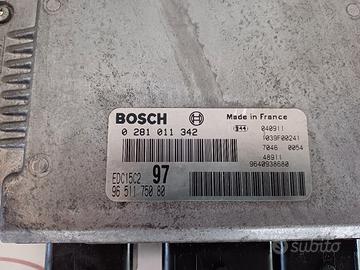 BOSCH
0 281 011 342
Made in France
040911
1039F00241
7046 0054
48911
9640938680
EDC15C2 97
96 511 750 80
subito